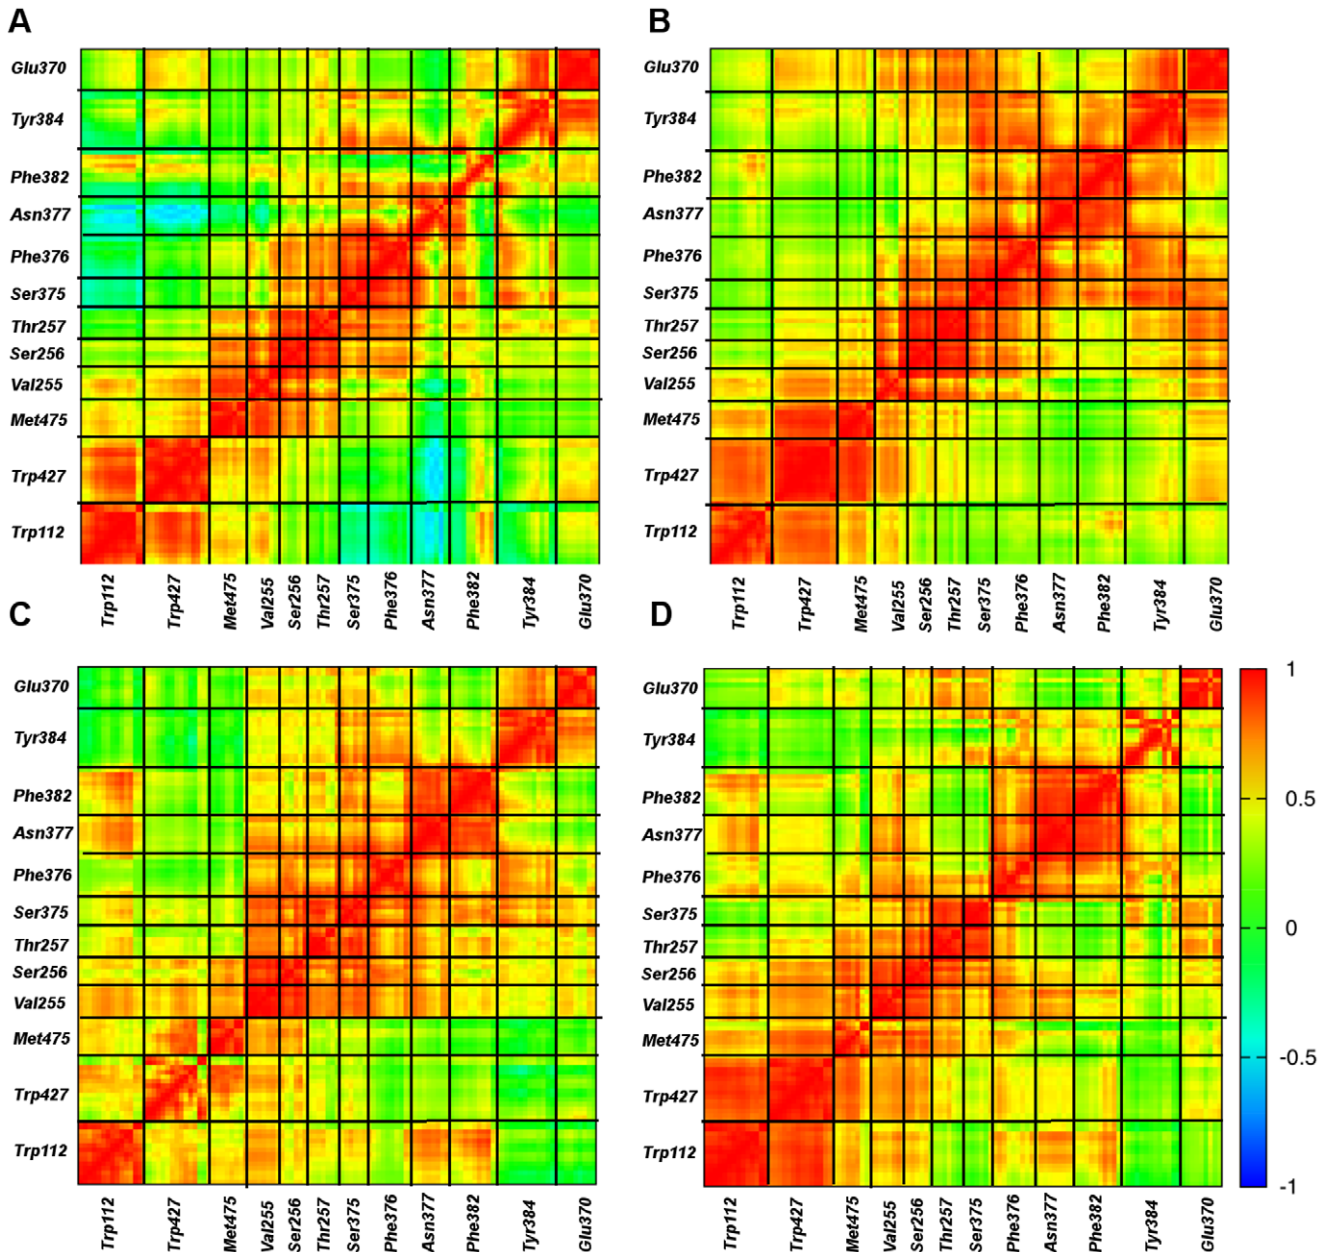 A
B
Glu370
Tyr384
Phe382
Asn377
Phe376
Ser375
Thr257
Ser256
Val255
Met475
Trp427
Trp112
Trp112
Trp427
Met475
Val255
Ser256
Thr257
Ser375
Phe376
Asn377
Phe382
Tyr384
Glu370
Glu370
Tyr384
Phe382
Asn377
Phe376
Ser375
Thr257
Ser256
Val255
Met475
Trp427
Trp112
Trp112
Trp427
Met475
Val255
Ser256
Thr257
Ser375
Phe376
Asn377
Phe382
Tyr384
Glu370
C
D
Glu370
Tyr384
Phe382
Asn377
Phe376
Ser375
Thr257
Ser256
Val255
Met475
Trp427
Trp112
Trp112
Trp427
Met475
Val255
Ser256
Thr257
Ser375
Phe376
Asn377
Phe382
Tyr384
Glu370
Glu370
Tyr384
Phe382
Asn377
Phe376
Ser375
Thr257
Ser256
Val255
Met475
Trp427
Trp112
Trp112
Trp427
Met475
Val255
Ser256
Thr257
Ser375
Phe376
Asn377
Phe382
Tyr384
Glu370
1
0.5
0
-0.5
-1